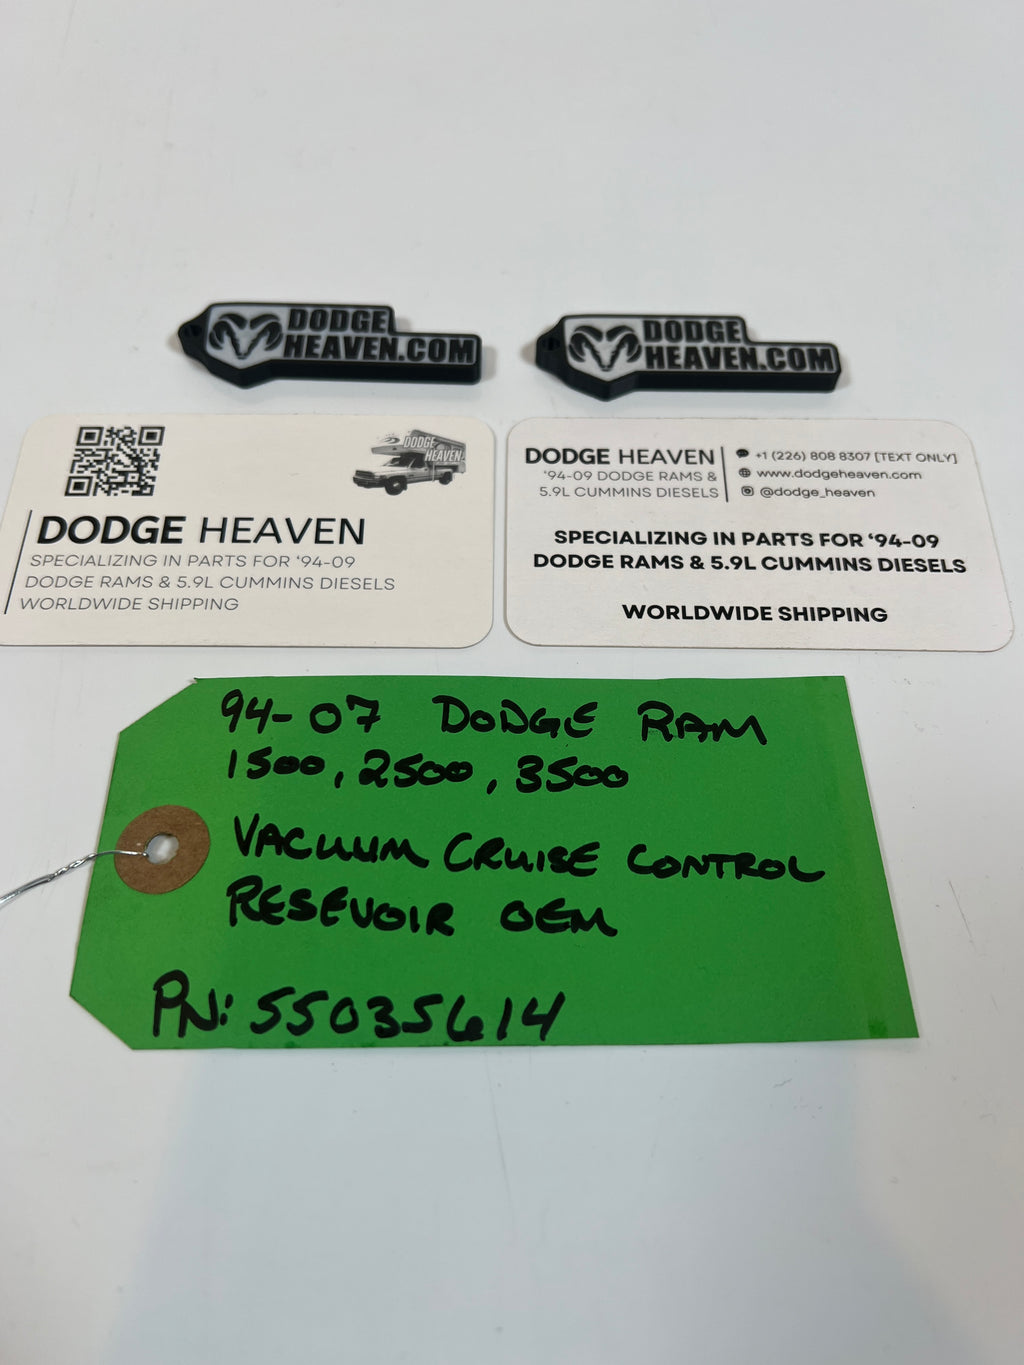 DODGE
HEAVEN.COM
DODGE
HEAVEN.COM
DODGE
HEAVEN
DODGE HEAVEN
SPECIALIZING IN PARTS FOR ‘94-09
DODGE RAMS & 5.9L CUMMINS DIESELS
WORLDWIDE SHIPPING
DODGE HEAVEN
‘94-09 DODGE RAMS &
5.9L CUMMINS DIESELS
+1 (226) 808 8307 [TEXT ONLY]
www.dodgeheaven.com
@dodge_heaven
SPECIALIZING IN PARTS FOR ‘94-09
DODGE RAMS & 5.9L CUMMINS DIESELS
WORLDWIDE SHIPPING
94-07 DODGE RAM
1500, 2500, 3500
VACUUM CRUISE CONTROL
RESEVOIR OEM
PN: 55035614